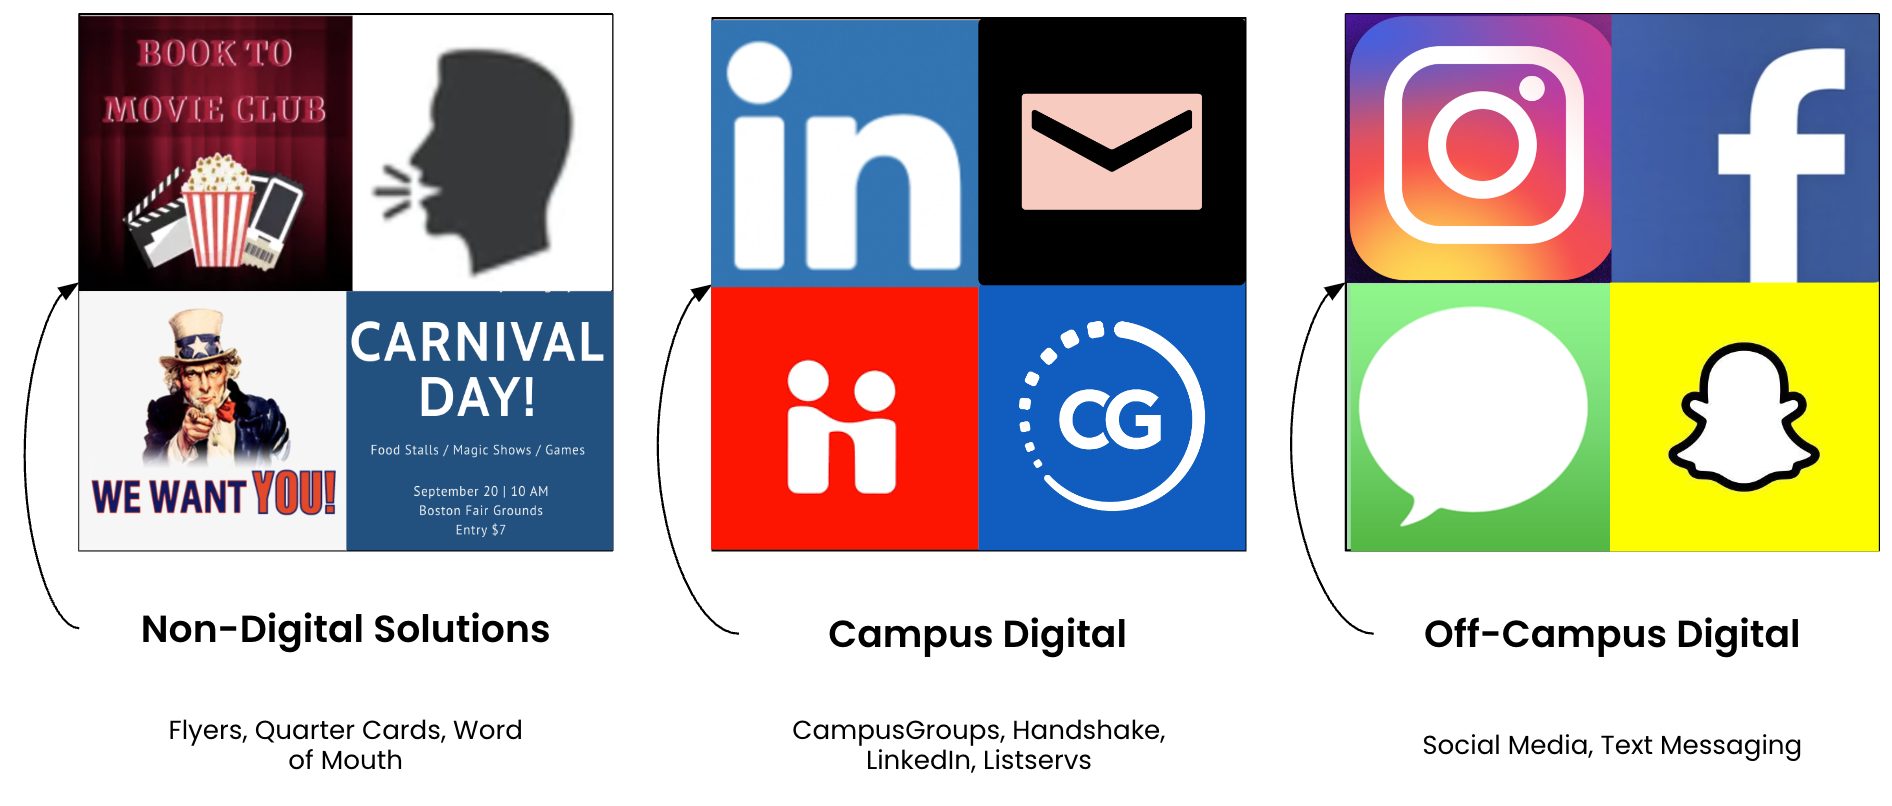 BOOK TO
MOVIE CLUB
WE WANT YOU!
CARNIVAL
DAY!
Food Stalls / Magic Shows / Games
September 20 | 10 AM
Boston Fair Grounds
Entry $7
Non-Digital Solutions
Flyers, Quarter Cards, Word
of Mouth
in
CG
Campus Digital
CampusGroups, Handshake,
LinkedIn, Listservs
f
Off-Campus Digital
Social Media, Text Messaging